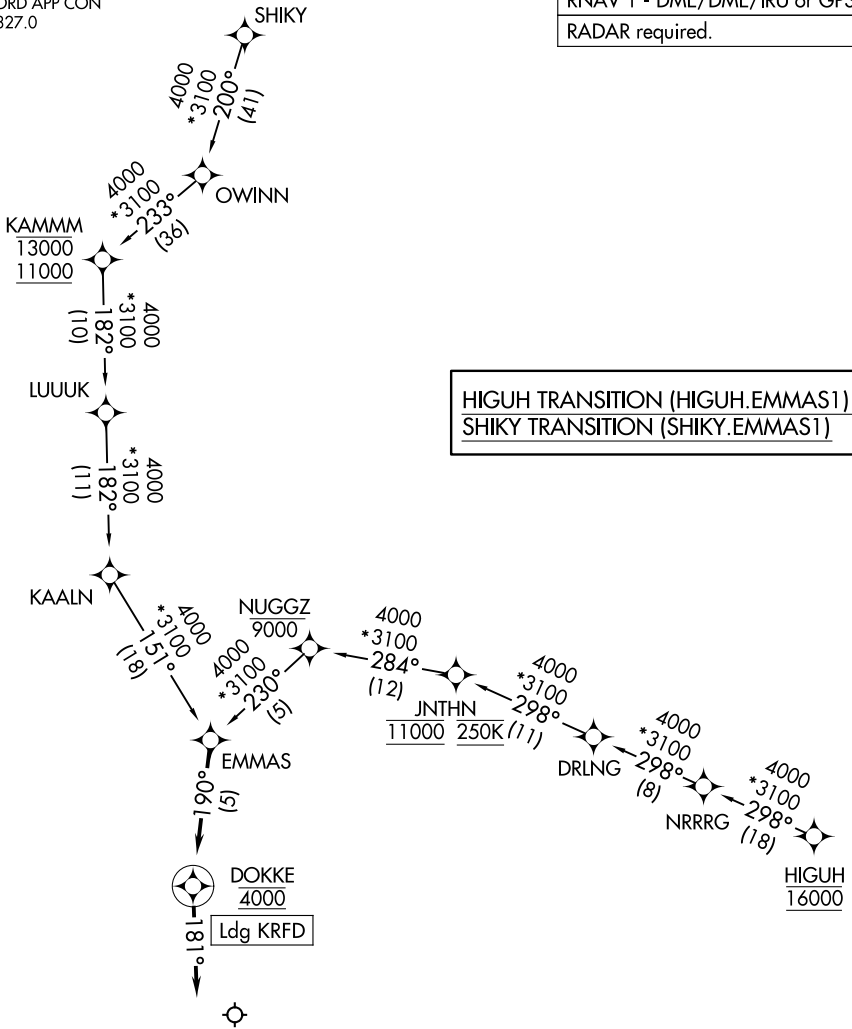 ORD APP CON
327.0
RNAV 1 - DME/DME/IRU or GPS
RADAR required.
SHIKY
4000
*3100
200°
(41)
OWINN
4000
*3100
233°
(36)
KAMMM
13000
11000
4000
*3100
182°
(10)
LUUUK
HIGUH TRANSITION (HIGUH.EMMAS1)
SHIKY TRANSITION (SHIKY.EMMAS1)
4000
*3100
182°
(11)
KAALN
4000
*3100
151°
(18)
NUGGZ
9000
4000
*3100
230°
(5)
4000
*3100
284°
(12)
JNTHN
11000 250K
4000
*3100
298°
(11)
DRLNG
4000
*3100
298°
(8)
NRRRG
4000
*3100
298°
(18)
HIGUH
16000
EMMAS
190°
(5)
DOKKE
4000
Ldg KRFD
181°